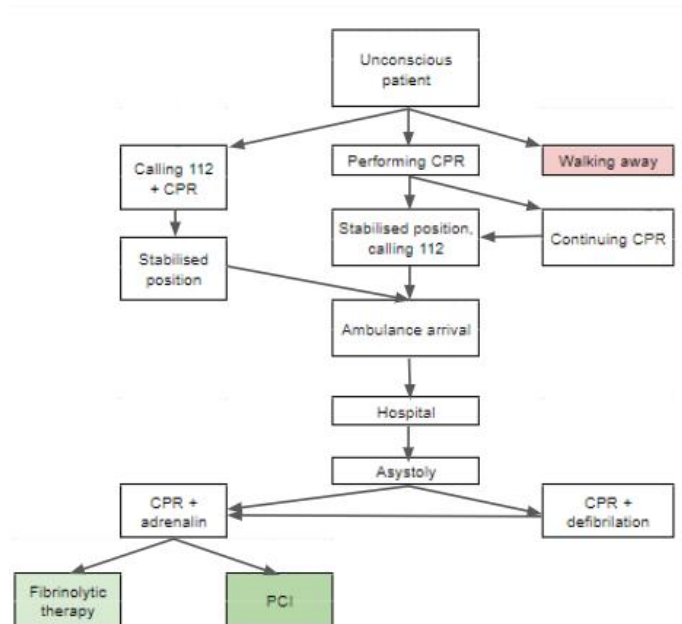 Unconscious
patient
Calling 112
+ CPR
Performing CPR
Walking away
Stabilised position,
calling 112
Continuing CPR
Stabilised
position
Ambulance arrival
Hospital
Asystoly
CPR +
adrenalin
CPR +
defibrilation
Fibrinolytic
therapy
PCI